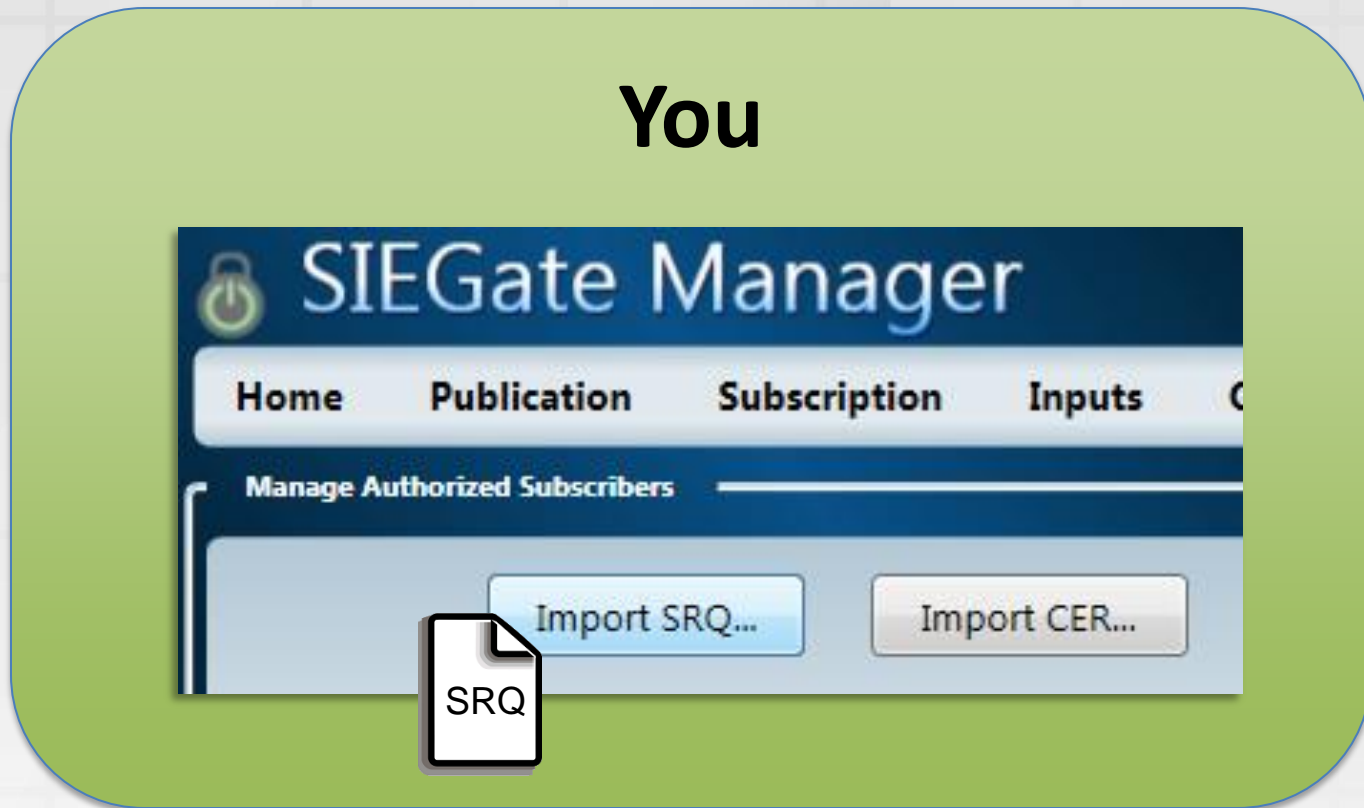 You
SIEGate Manager
Home Publication Subscription Inputs
Manage Authorized Subscribers
Import SRQ... Import CER...
SRQ